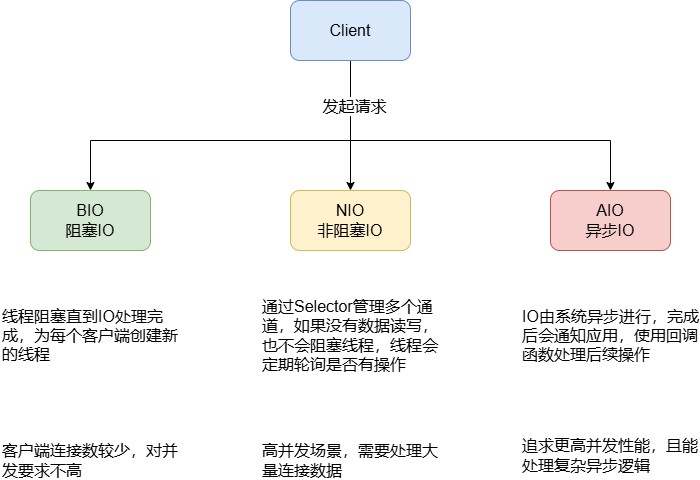 Client
发起请求
BIO
阻塞IO
NIO
非阻塞IO
AIO
异步IO
线程阻塞直到IO处理完
成，为每个客户端创建新
的线程
通过Selector管理多个通
道，如果没有数据读写，
也不会阻塞线程，线程会
定期轮询是否有操作
IO由系统异步进行，完成
后会通知应用，使用回调
函数处理后续操作
客户端连接数较少，对并
发要求不高
高并发场景，需要处理大
量连接数据
追求更高并发性能，且能
处理复杂异步逻辑